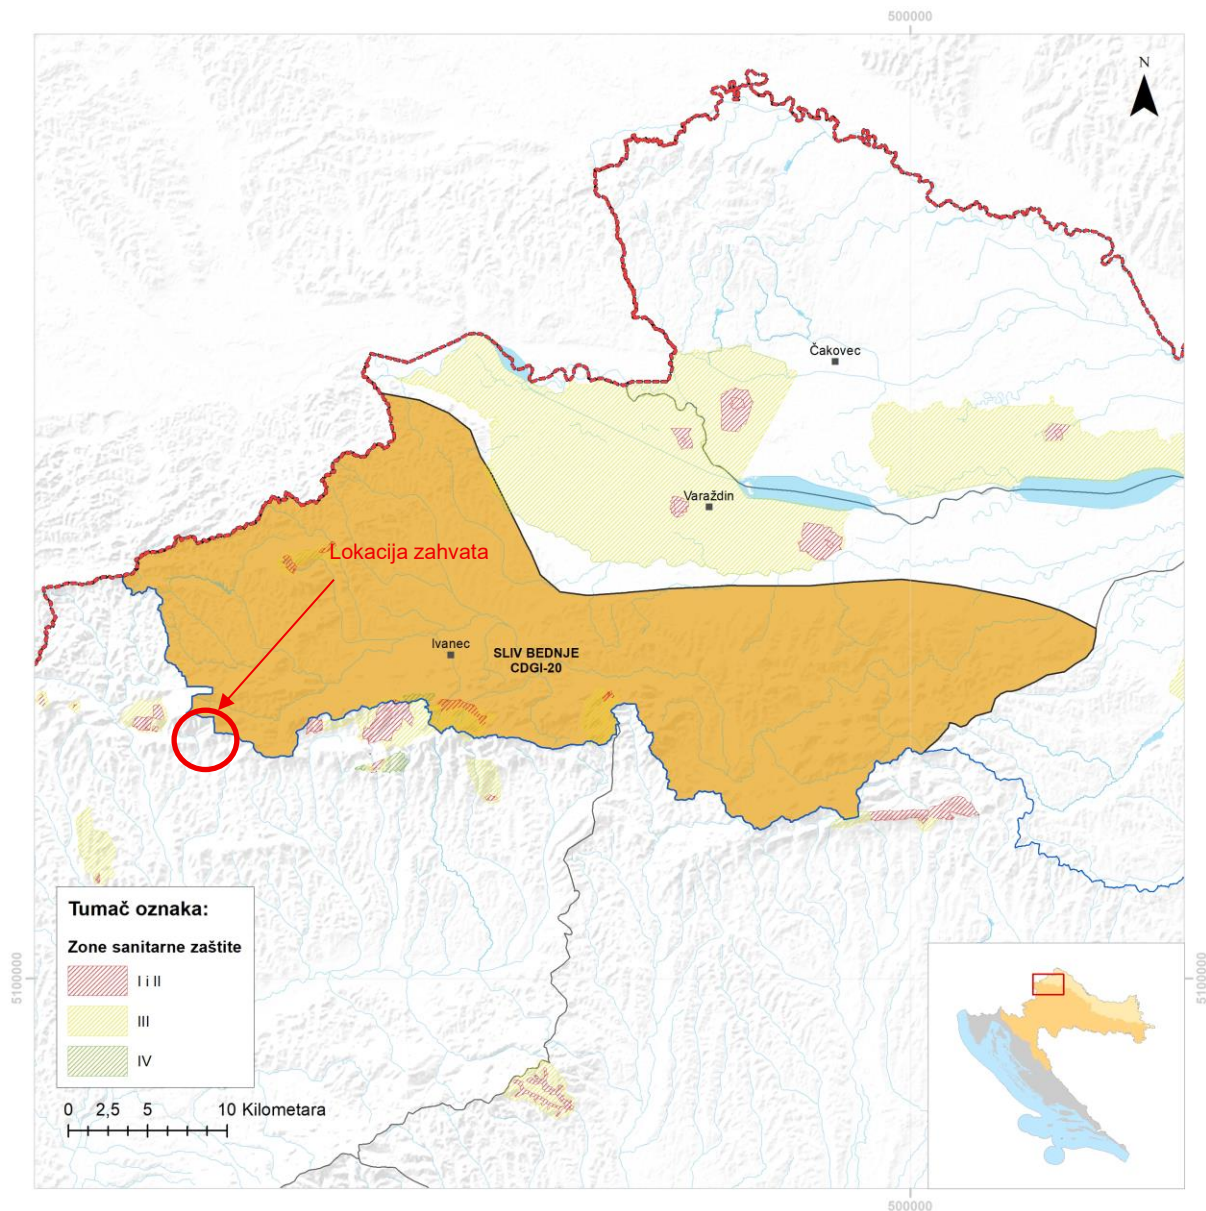 500000
N
Čakovec
Varaždin
Lokacija zahvata
Ivanec
SLIV BEDNJE
CDGI-20
Tumač oznaka:
Zone sanitarne zaštite
I i II
III
IV
0 2,5 5 10 Kilometara
5100000
5100000
500000